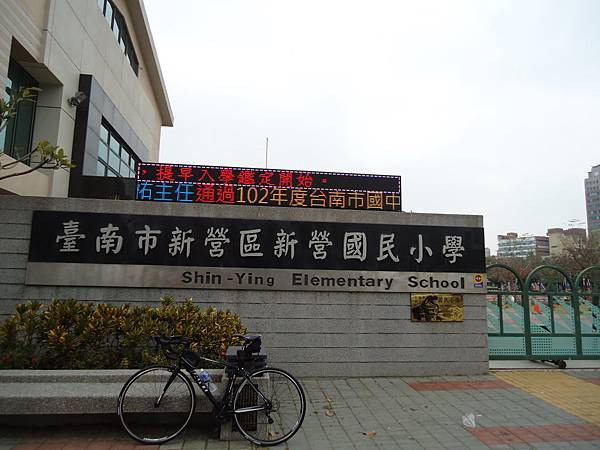 ，提早入學鑑定開始。
佑主任通過102年度台南市國中
臺南市新營區新營國民小學
Shin-Ying Elementary School